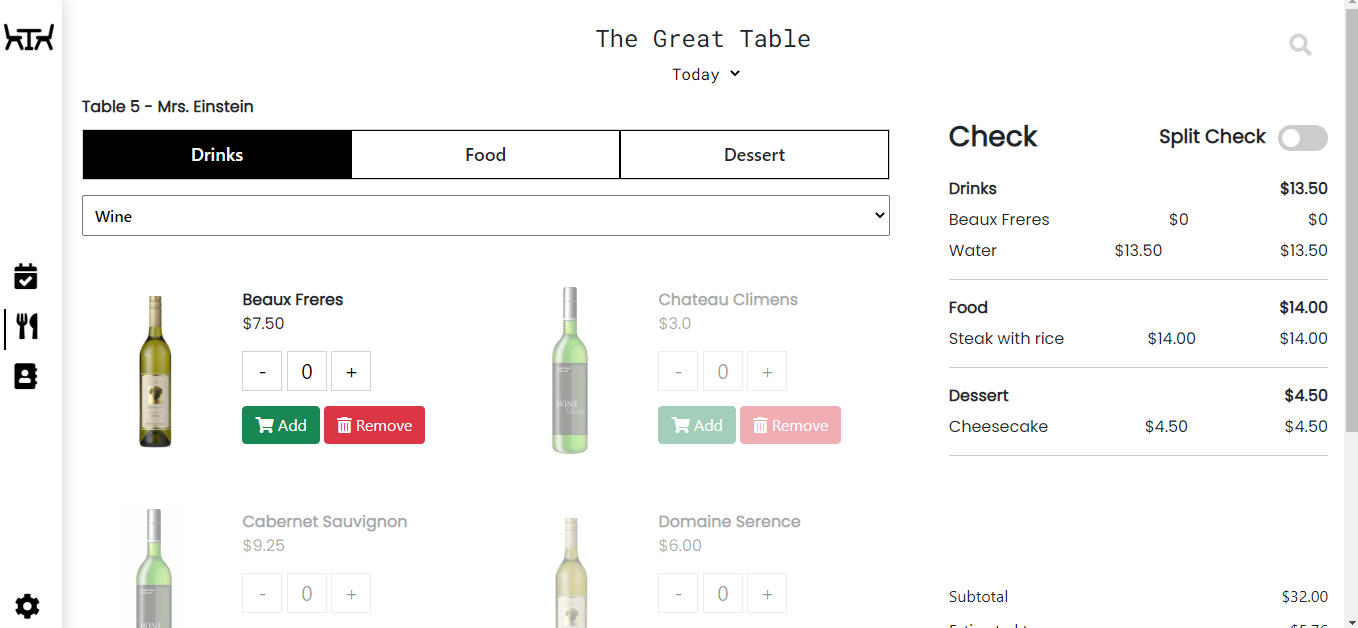 The Great Table
Today
Table 5 - Mrs. Einstein
Drinks Food Dessert
Wine
Beaux Freres
$7.50
- 0 +
Add Remove
Chateau Climens
$3.0
- 0 +
Add Remove
Cabernet Sauvignon
$9.25
- 0 +
Domaine Serence
$6.00
- 0 +
WINE
WINE
Check Split Check
Drinks $13.50
Beaux Freres $0 $0
Water $13.50 $13.50
Food $14.00
Steak with rice $14.00 $14.00
Dessert $4.50
Cheesecake $4.50 $4.50
Subtotal $32.00